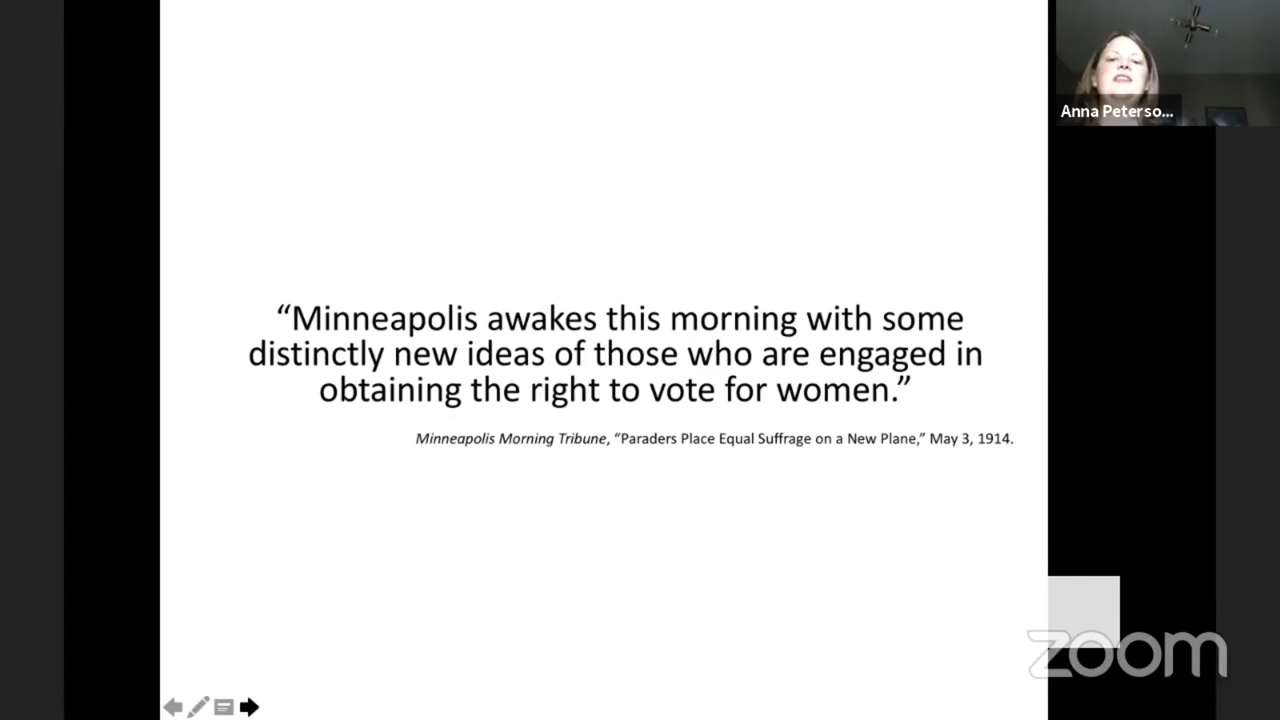 Anna Peterso...
“Minneapolis awakes this morning with some
distinctly new ideas of those who are engaged in
obtaining the right to vote for women.”
Minneapolis Morning Tribune, “Paraders Place Equal Suffrage on a New Plane,” May 3, 1914.
zoom